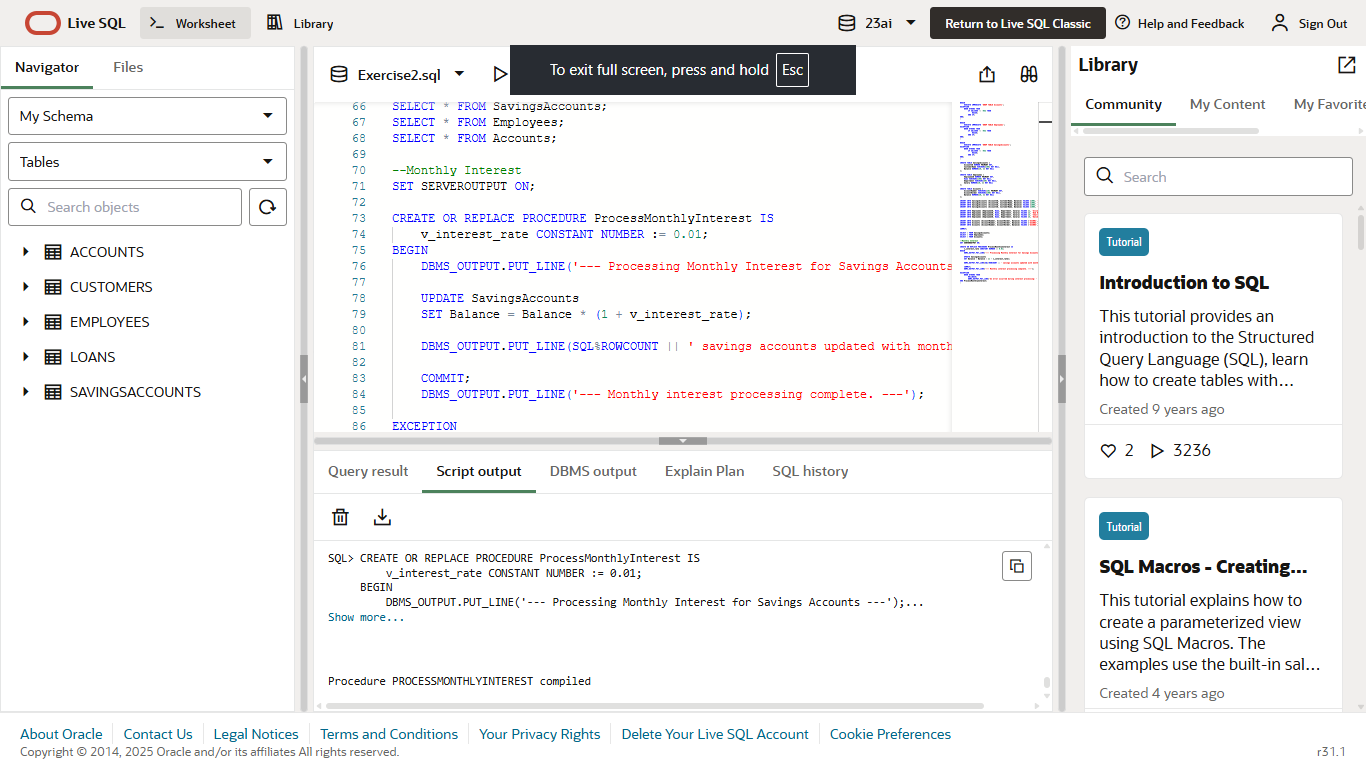 Live SQL
Worksheet
Library
23ai
Return to Live SQL Classic
Help and Feedback
Sign Out
Navigator
Files
My Schema
Tables
Search objects
ACCOUNTS
CUSTOMERS
EMPLOYEES
LOANS
SAVINGSACCOUNTS
Exercise2.sql
To exit full screen, press and hold Esc
66 SELECT * FROM SavingsAccounts;
67 SELECT * FROM Employees;
68 SELECT * FROM Accounts;
69
70 --Monthly Interest
71 SET SERVEROUTPUT ON;
72
73 CREATE OR REPLACE PROCEDURE ProcessMonthlyInterest IS
74 v_interest_rate CONSTANT NUMBER := 0.01;
75 BEGIN
76 DBMS_OUTPUT.PUT_LINE('--- Processing Monthly Interest for Savings Accounts
77
78 UPDATE SavingsAccounts
79 SET Balance = Balance * (1 + v_interest_rate);
80
81 DBMS_OUTPUT.PUT_LINE(SQL%ROWCOUNT || ' savings accounts updated with month
82
83 COMMIT;
84 DBMS_OUTPUT.PUT_LINE('--- Monthly interest processing complete. ---');
85
86 EXCEPTION
Query result
Script output
DBMS output
Explain Plan
SQL history
SQL> CREATE OR REPLACE PROCEDURE ProcessMonthlyInterest IS
v_interest_rate CONSTANT NUMBER := 0.01;
BEGIN
DBMS_OUTPUT.PUT_LINE('--- Processing Monthly Interest for Savings Accounts ---');...
Show more...
Procedure PROCESSMONTHLYINTEREST compiled
Library
Community
My Content
My Favorite
Search
Tutorial
Introduction to SQL
This tutorial provides an
introduction to the Structured
Query Language (SQL), learn
how to create tables with...
Created 9 years ago
2
3236
Tutorial
SQL Macros - Creating...
This tutorial explains how to
create a parameterized view
using SQL Macros. The
examples use the built-in sal...
Created 4 years ago
About Oracle
Contact Us
Legal Notices
Terms and Conditions
Your Privacy Rights
Delete Your Live SQL Account
Cookie Preferences
Copyright © 2014, 2025 Oracle and/or its affiliates All rights reserved.
r31.1